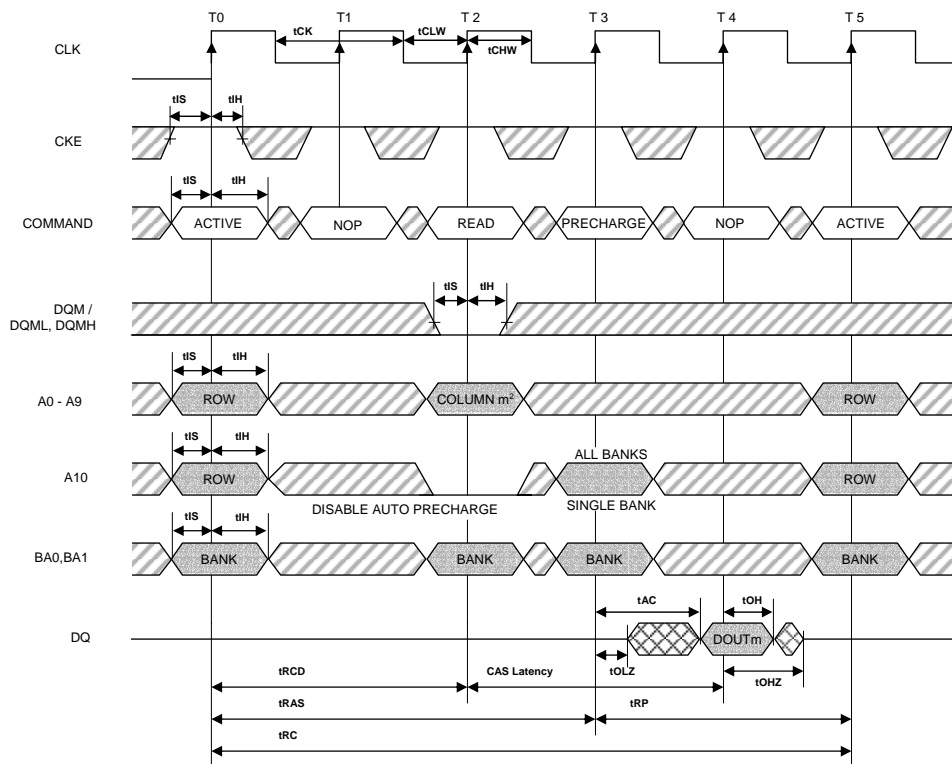 T0 T1 T 2 T 3 T 4 T 5
tCK tCLW
CLK
tCHW
tIS tIH
CKE
tIS tIH
COMMAND ACTIVE NOP READ PRECHARGE NOP ACTIVE
tIS tIH
DQM /
DQML, DQMH
tIS tIH
A0 - A9 ROW COLUMN m² ROW
tIS tIH
ALL BANKS
A10 ROW ROW
DISABLE AUTO PRECHARGE SINGLE BANK
tIS tIH
BA0,BA1 BANK BANK BANK BANK
tAC tOH
DQ DOUTm
tOLZ tOHZ
tRCD CAS Latency
tRAS tRP
tRC